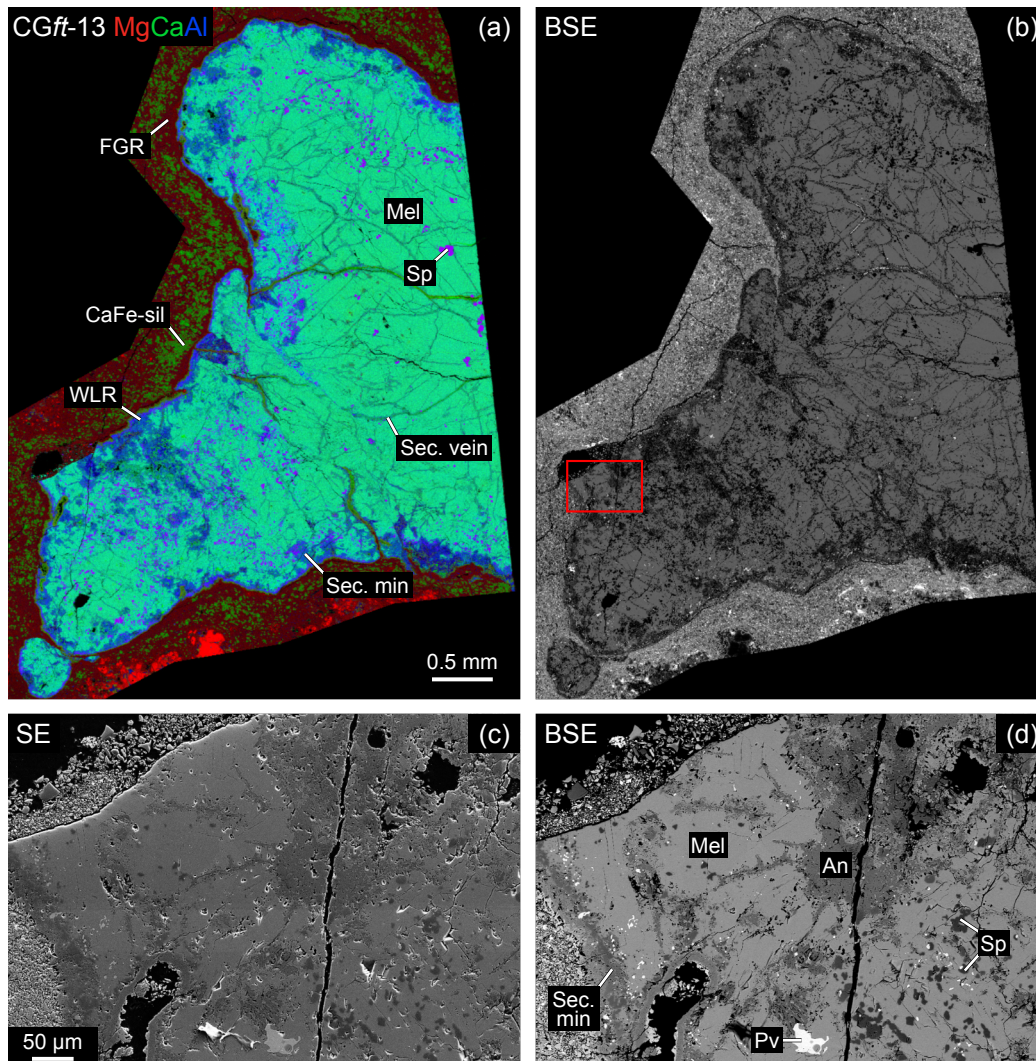 CGft-13 MgCaAl
(a)
FGR
Mel
Sp
CaFe-sil
WLR
Sec. vein
Sec. min
0.5 mm
BSE
(b)
SE
(c)
50 µm
BSE
(d)
Mel
An
Sp
Sec.
min
Pv